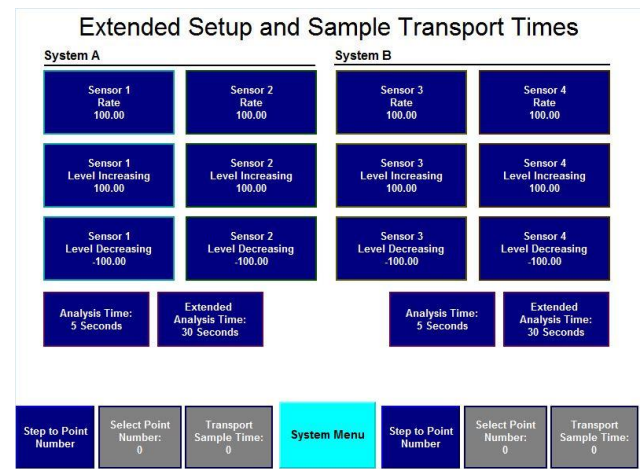 Extended Setup and Sample Transport Times
System A
System B
Sensor 1
Rate
100.00
Sensor 2
Rate
100.00
Sensor 3
Rate
100.00
Sensor 4
Rate
100.00
Sensor 1
Level Increasing
100.00
Sensor 2
Level Increasing
100.00
Sensor 3
Level Increasing
100.00
Sensor 4
Level Increasing
100.00
Sensor 1
Level Decreasing
-100.00
Sensor 2
Level Decreasing
-100.00
Sensor 3
Level Decreasing
-100.00
Sensor 4
Level Decreasing
-100.00
Analysis Time:
5 Seconds
Extended
Analysis Time:
30 Seconds
Analysis Time:
5 Seconds
Extended
Analysis Time:
30 Seconds
Step to Point
Number
Select Point
Number:
0
Transport
Sample Time:
0
System Menu
Step to Point
Number
Select Point
Number:
0
Transport
Sample Time:
0